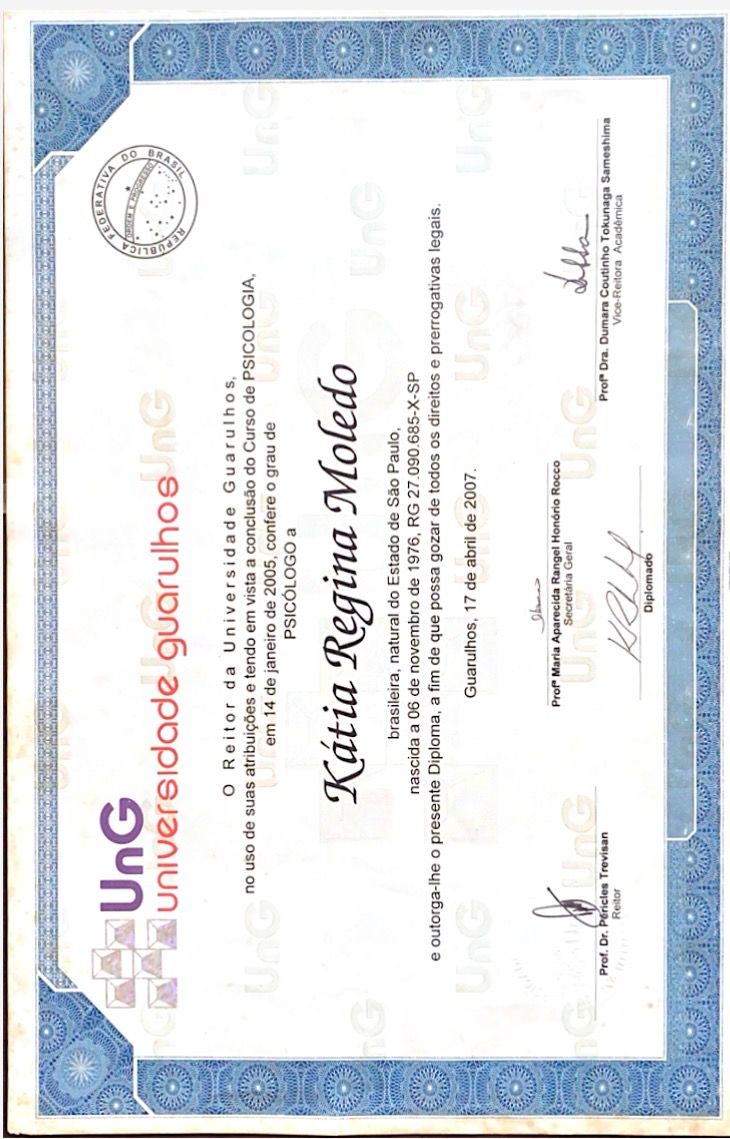 UnG
universidade guarulhos
REPÚBLICA FEDERATIVA DO BRASIL
ORDEM E PROGRESSO
O Reitor da Universidade Guarulhos,
no uso de suas atribuições e tendo em vista a conclusão do Curso de PSICOLOGIA,
em 14 de janeiro de 2005, confere o grau de
PSICÓLOGO a
Kátia Regina Moledo
brasileira, natural do Estado de São Paulo,
nascida a 06 de novembro de 1976, RG 27.090.685-X-SP
e outorga-lhe o presente Diploma, a fim de que possa gozar de todos os direitos e prerrogativas legais.
Guarulhos, 17 de abril de 2007.
Prof. Dr. Péricles Trevisan
Reitor
Profª Maria Aparecida Rangel Honório Rocco
Secretária Geral
Profª Dra. Dumara Coutinho Tokunaga Sameshima
Vice-Reitora Acadêmica
Diplomado